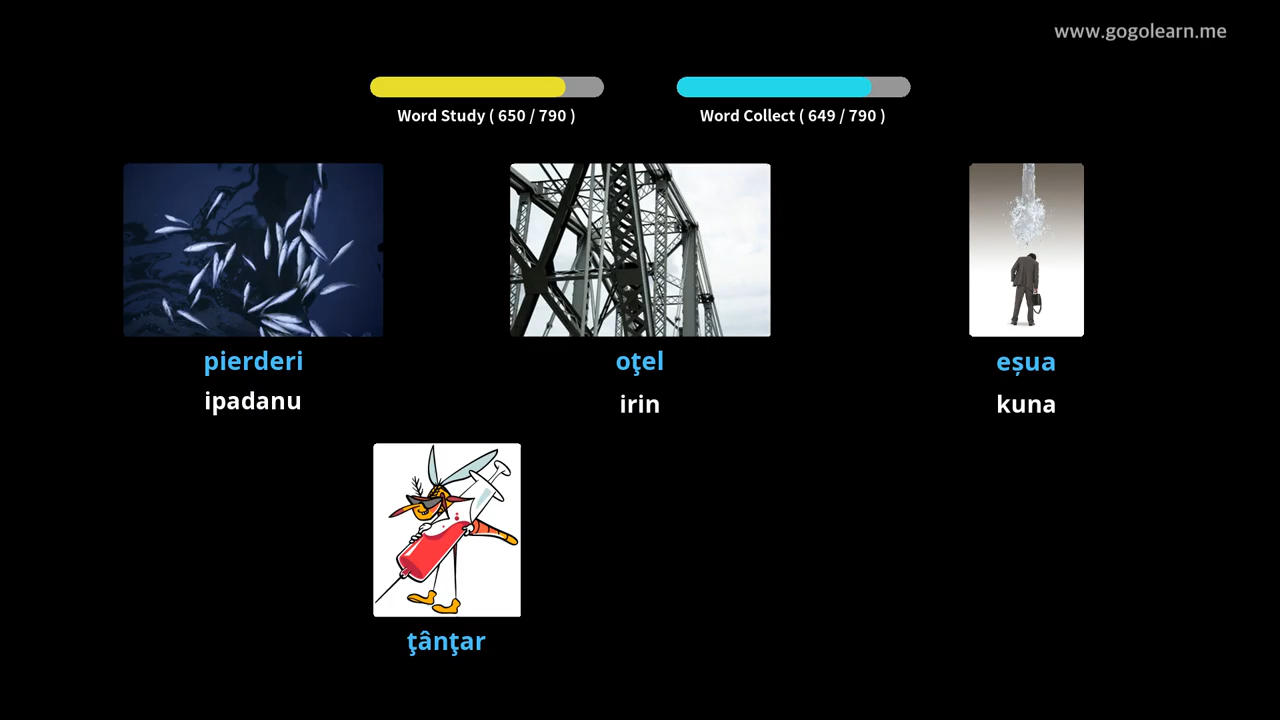 www.gogolearn.me
Word Study ( 650 / 790 )
Word Collect ( 649 / 790 )
pierderi
ipadanu
oţel
irin
eșua
kuna
ţânţar